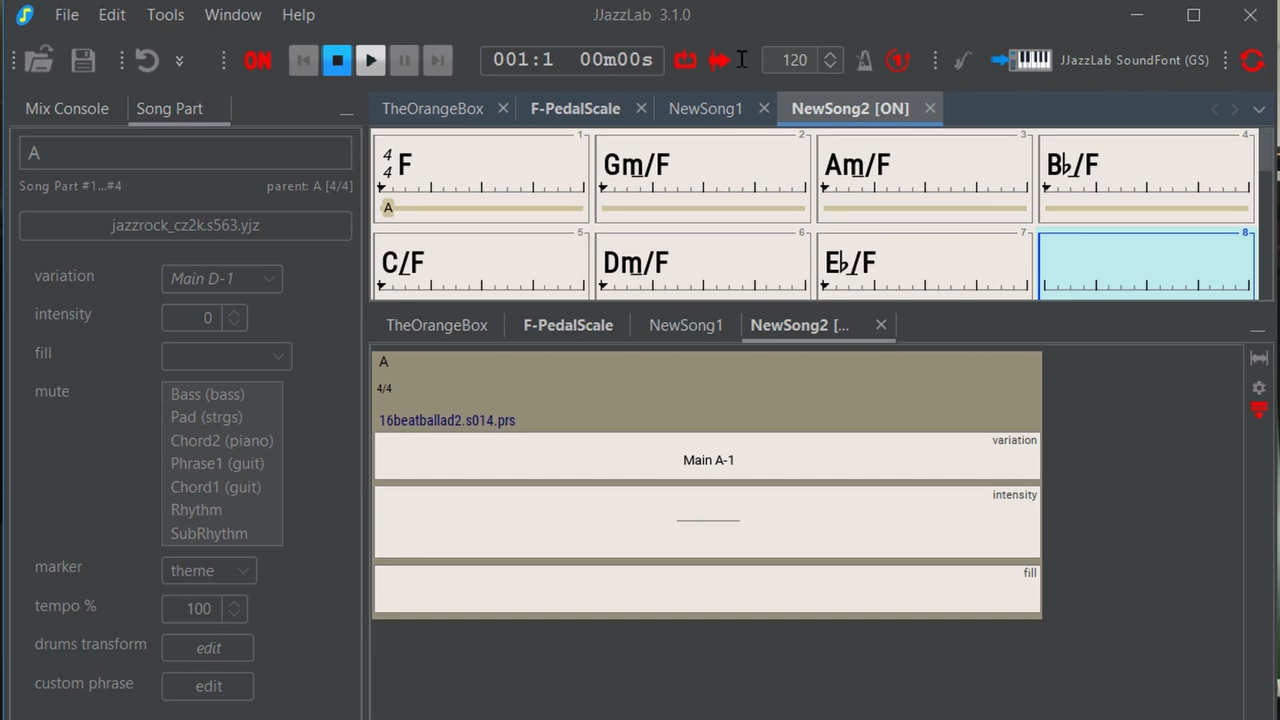 File Edit Tools Window Help JJazzLab 3.1.0
ON 001:1 00m00s 120 JJazzLab SoundFont (GS)
Mix Console Song Part
A
Song Part #1...#4 parent: A [4/4]
jazzrock_cz2k.s563.yjz
variation Main D-1
intensity 0
fill
mute
Bass (bass)
Pad (strgs)
Chord2 (piano)
Phrase1 (guit)
Chord1 (guit)
Rhythm
SubRhythm
marker theme
tempo % 100
drums transform edit
custom phrase edit
TheOrangeBox F-PedalScale NewSong1 NewSong2 [ON]
1 2 3 4
4/4 F Gm/F Am/F B♭/F
A
5 6 7 8
C/F Dm/F E♭/F
TheOrangeBox F-PedalScale NewSong1 NewSong2 [...
A
4/4
16beatballad2.s014.prs
variation
Main A-1
intensity
fill